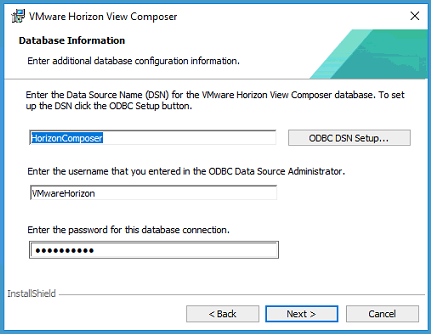 VMware Horizon View Composer
Database Information
Enter additional database configuration information.
Enter the Data Source Name (DSN) for the VMware Horizon View Composer database. To set
up the DSN click the ODBC Setup button.
HorizonComposer
ODBC DSN Setup...
Enter the username that you entered in the ODBC Data Source Administrator.
VMwareHorizon
Enter the password for this database connection.
••••••••••
InstallShield
< Back
Next >
Cancel